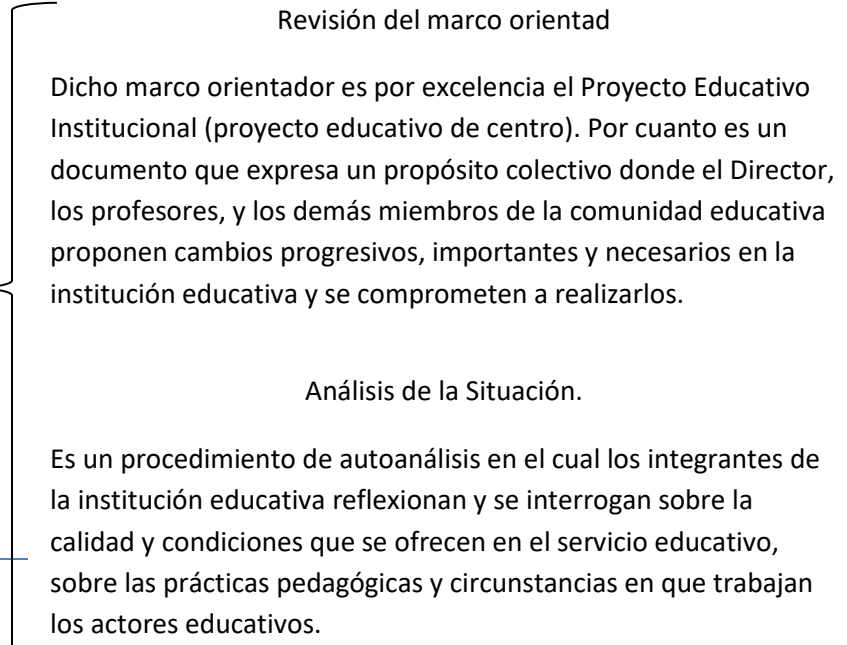 Revisión del marco orientad
Dicho marco orientador es por excelencia el Proyecto Educativo
Institucional (proyecto educativo de centro). Por cuanto es un
documento que expresa un propósito colectivo donde el Director,
los profesores, y los demás miembros de la comunidad educativa
proponen cambios progresivos, importantes y necesarios en la
institución educativa y se comprometen a realizarlos.
Análisis de la Situación.
Es un procedimiento de autoanálisis en el cual los integrantes de
la institución educativa reflexionan y se interrogan sobre la
calidad y condiciones que se ofrecen en el servicio educativo,
sobre las prácticas pedagógicas y circunstancias en que trabajan
los actores educativos.